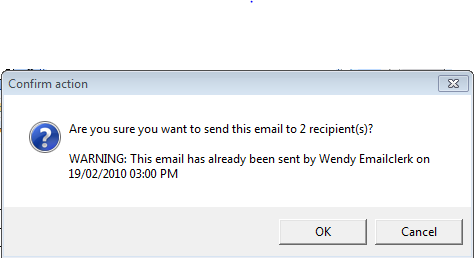 Confirm action
Are you sure you want to send this email to 2 recipient(s)?
WARNING: This email has already been sent by Wendy Emailclerk on
19/02/2010 03:00 PM
OK
Cancel